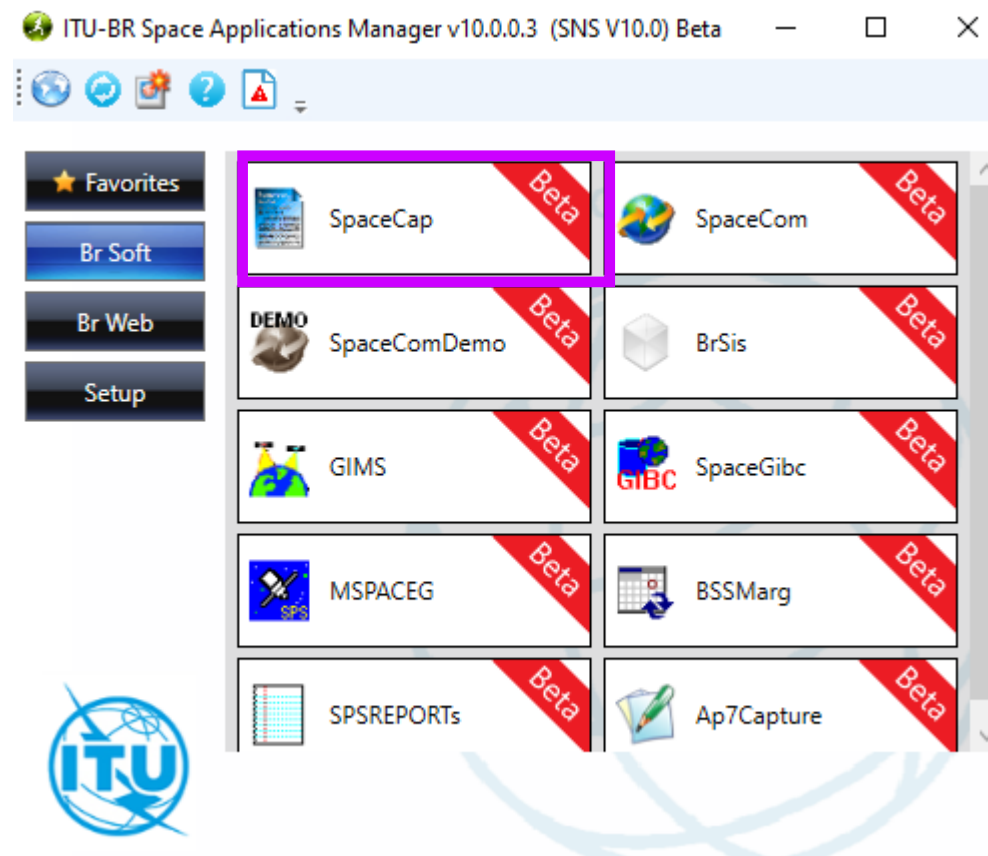 ITU-BR Space Applications Manager v10.0.0.3 (SNS V10.0) Beta
Favorites
Br Soft
Br Web
Setup
SpaceCap Beta
SpaceCom Beta
DEMO SpaceComDemo Beta
BrSis Beta
GIMS Beta
GIBC SpaceGibc Beta
SPS MSPACEG Beta
BSSMarg Beta
SPSREPORTs Beta
Ap7Capture Beta
ITU